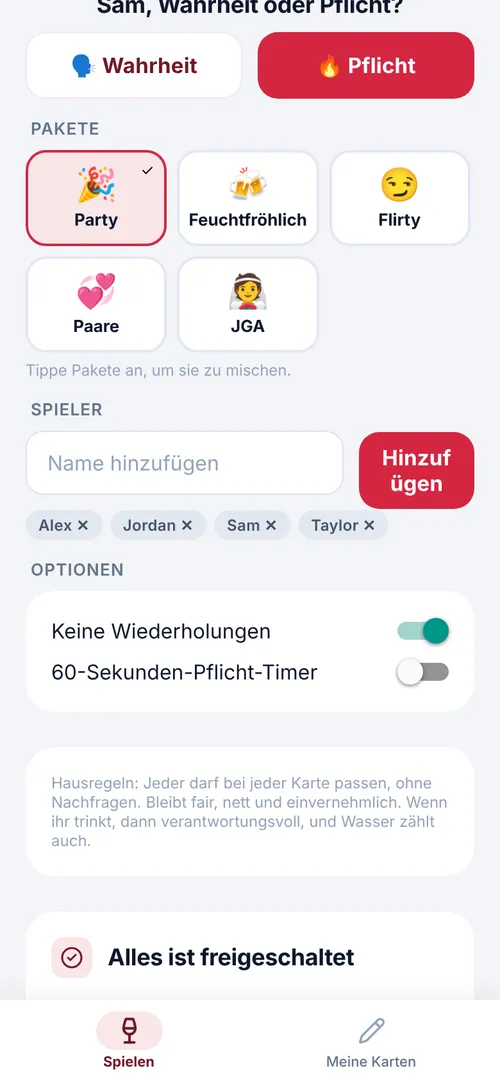 Sam, Wahrheit oder Pflicht?
Wahrheit
Pflicht
PAKETE
Party
Feuchtfröhlich
Flirty
Paare
JGA
Tippe Pakete an, um sie zu mischen.
SPIELER
Name hinzufügen
Hinzuf
ügen
Alex ✕
Jordan ✕
Sam ✕
Taylor ✕
OPTIONEN
Keine Wiederholungen
60-Sekunden-Pflicht-Timer
Hausregeln: Jeder darf bei jeder Karte passen, ohne
Nachfragen. Bleibt fair, nett und einvernehmlich. Wenn
ihr trinkt, dann verantwortungsvoll, und Wasser zählt
auch.
Alles ist freigeschaltet
Spielen
Meine Karten